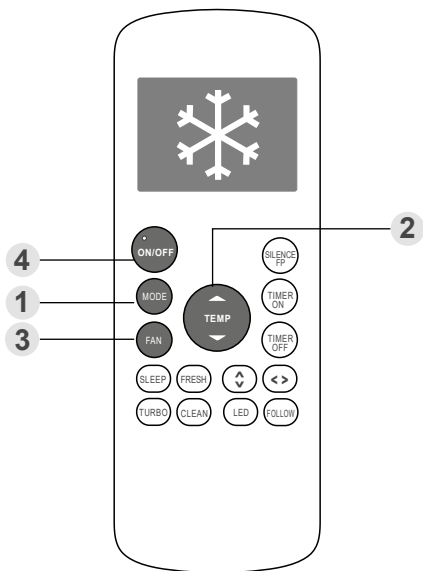 2
4
ON/OFF
SILENCE
FP
1
MODE
TEMP
TIMER
ON
3
FAN
TIMER
OFF
SLEEP
FRESH
TURBO
CLEAN
LED
FOLLOW